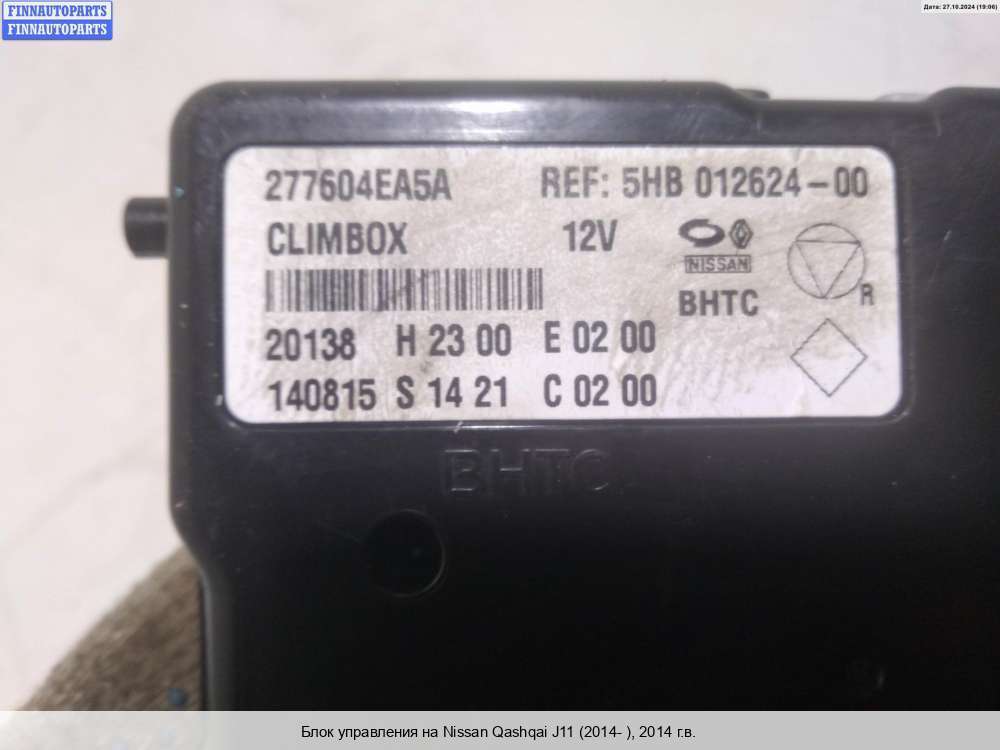 FINNAUTOPARTS
FINNAUTOPARTS
Дата: 27.10.2024 (19:06)
277604EA5A REF: 5HB 012624-00
CLIMBOX 12V
NISSAN
BHTC
R
20138 H 23 00 E 02 00
140815 S 14 21 C 02 00
BHTC
Блок управления на Nissan Qashqai J11 (2014- ), 2014 г.в.